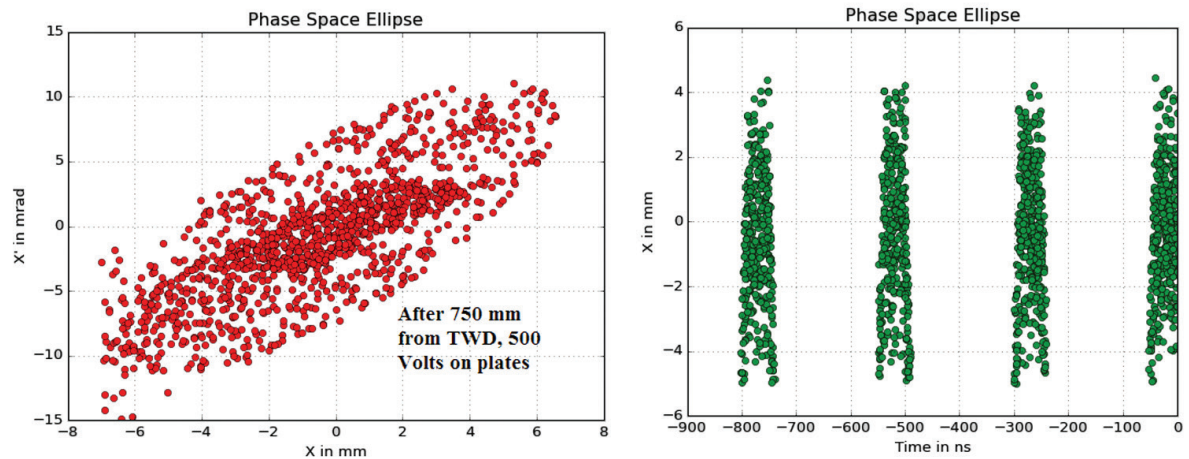 Phase Space Ellipse
15
10
5
0
−5
−10
−15
X' in mrad
After 750 mm
from TWD, 500
Volts on plates
−8 −6 −4 −2 0 2 4 6 8
X in mm
Phase Space Ellipse
6
4
2
0
−2
−4
−6
X in mm
−900 −800 −700 −600 −500 −400 −300 −200 −100 0
Time in ns